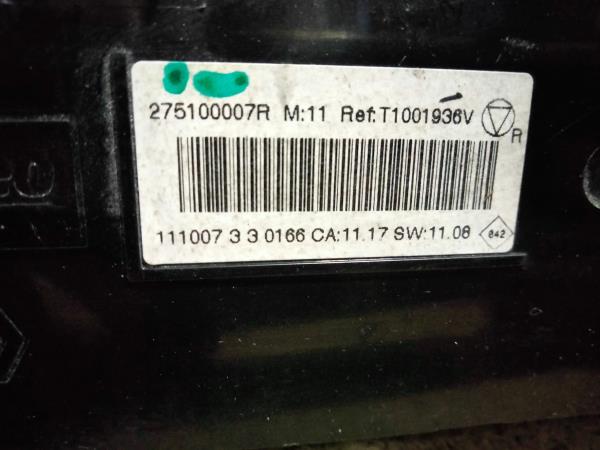 275100007R M:11 Ref:T1001936V
R
111007 3 3 0166 CA:11.17 SW:11.08 842